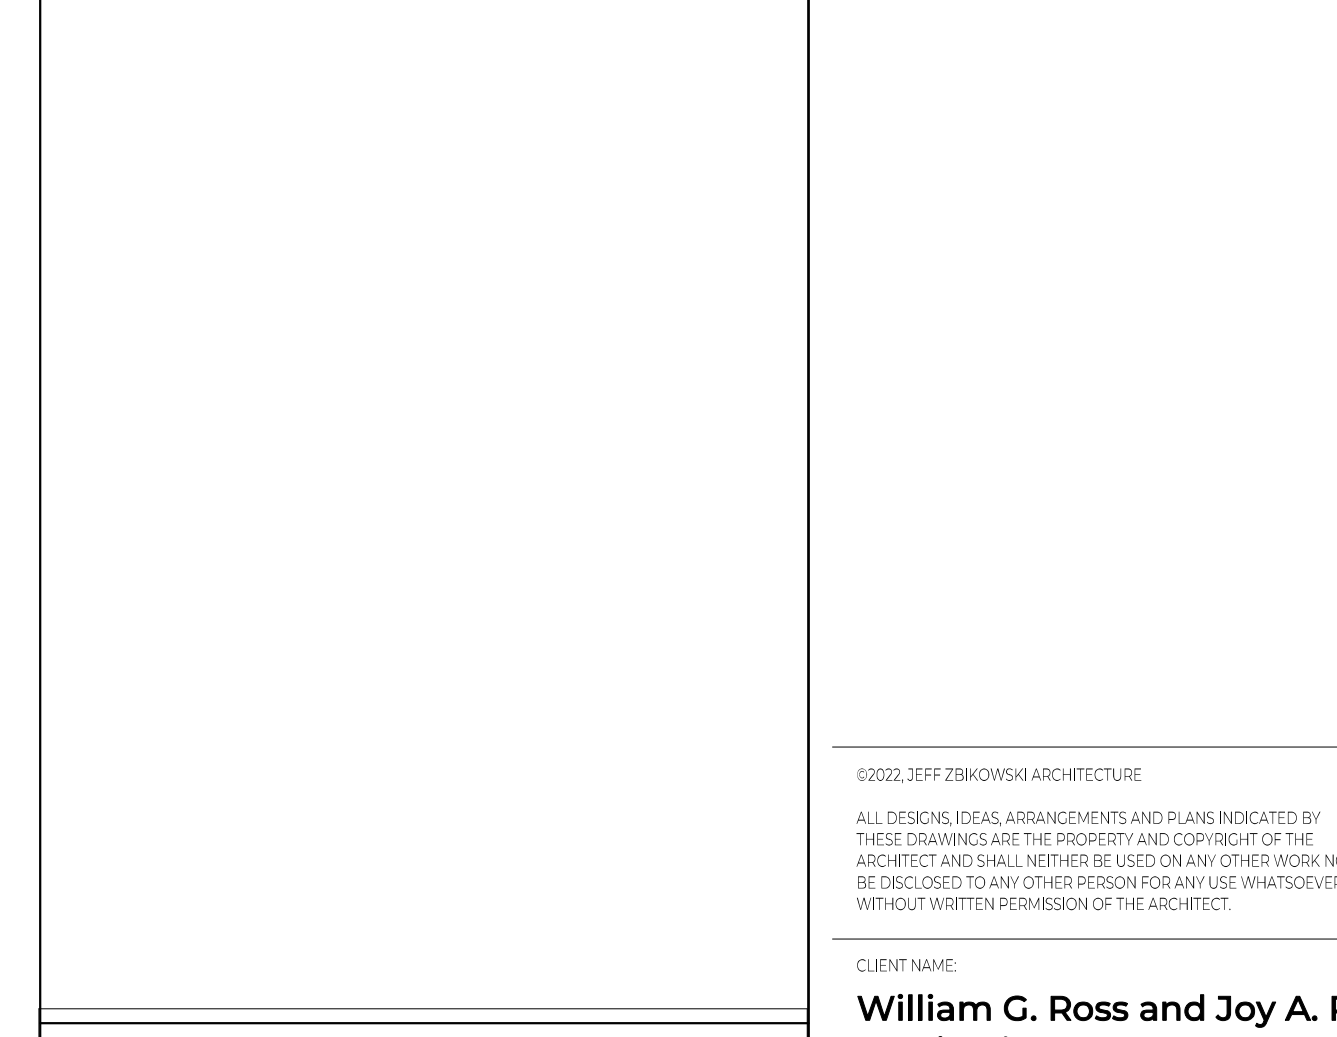 ©2022, JEFF ZBIKOWSKI ARCHITECTURE
ALL DESIGNS, IDEAS, ARRANGEMENTS AND PLANS INDICATED BY
THESE DRAWINGS ARE THE PROPERTY AND COPYRIGHT OF THE
ARCHITECT AND SHALL NEITHER BE USED ON ANY OTHER WORK
BE DISCLOSED TO ANY OTHER PERSON FOR ANY USE WHATSOEVER
WITHOUT WRITTEN PERMISSION OF THE ARCHITECT.
CLIENT NAME:
William G. Ross and Joy A.